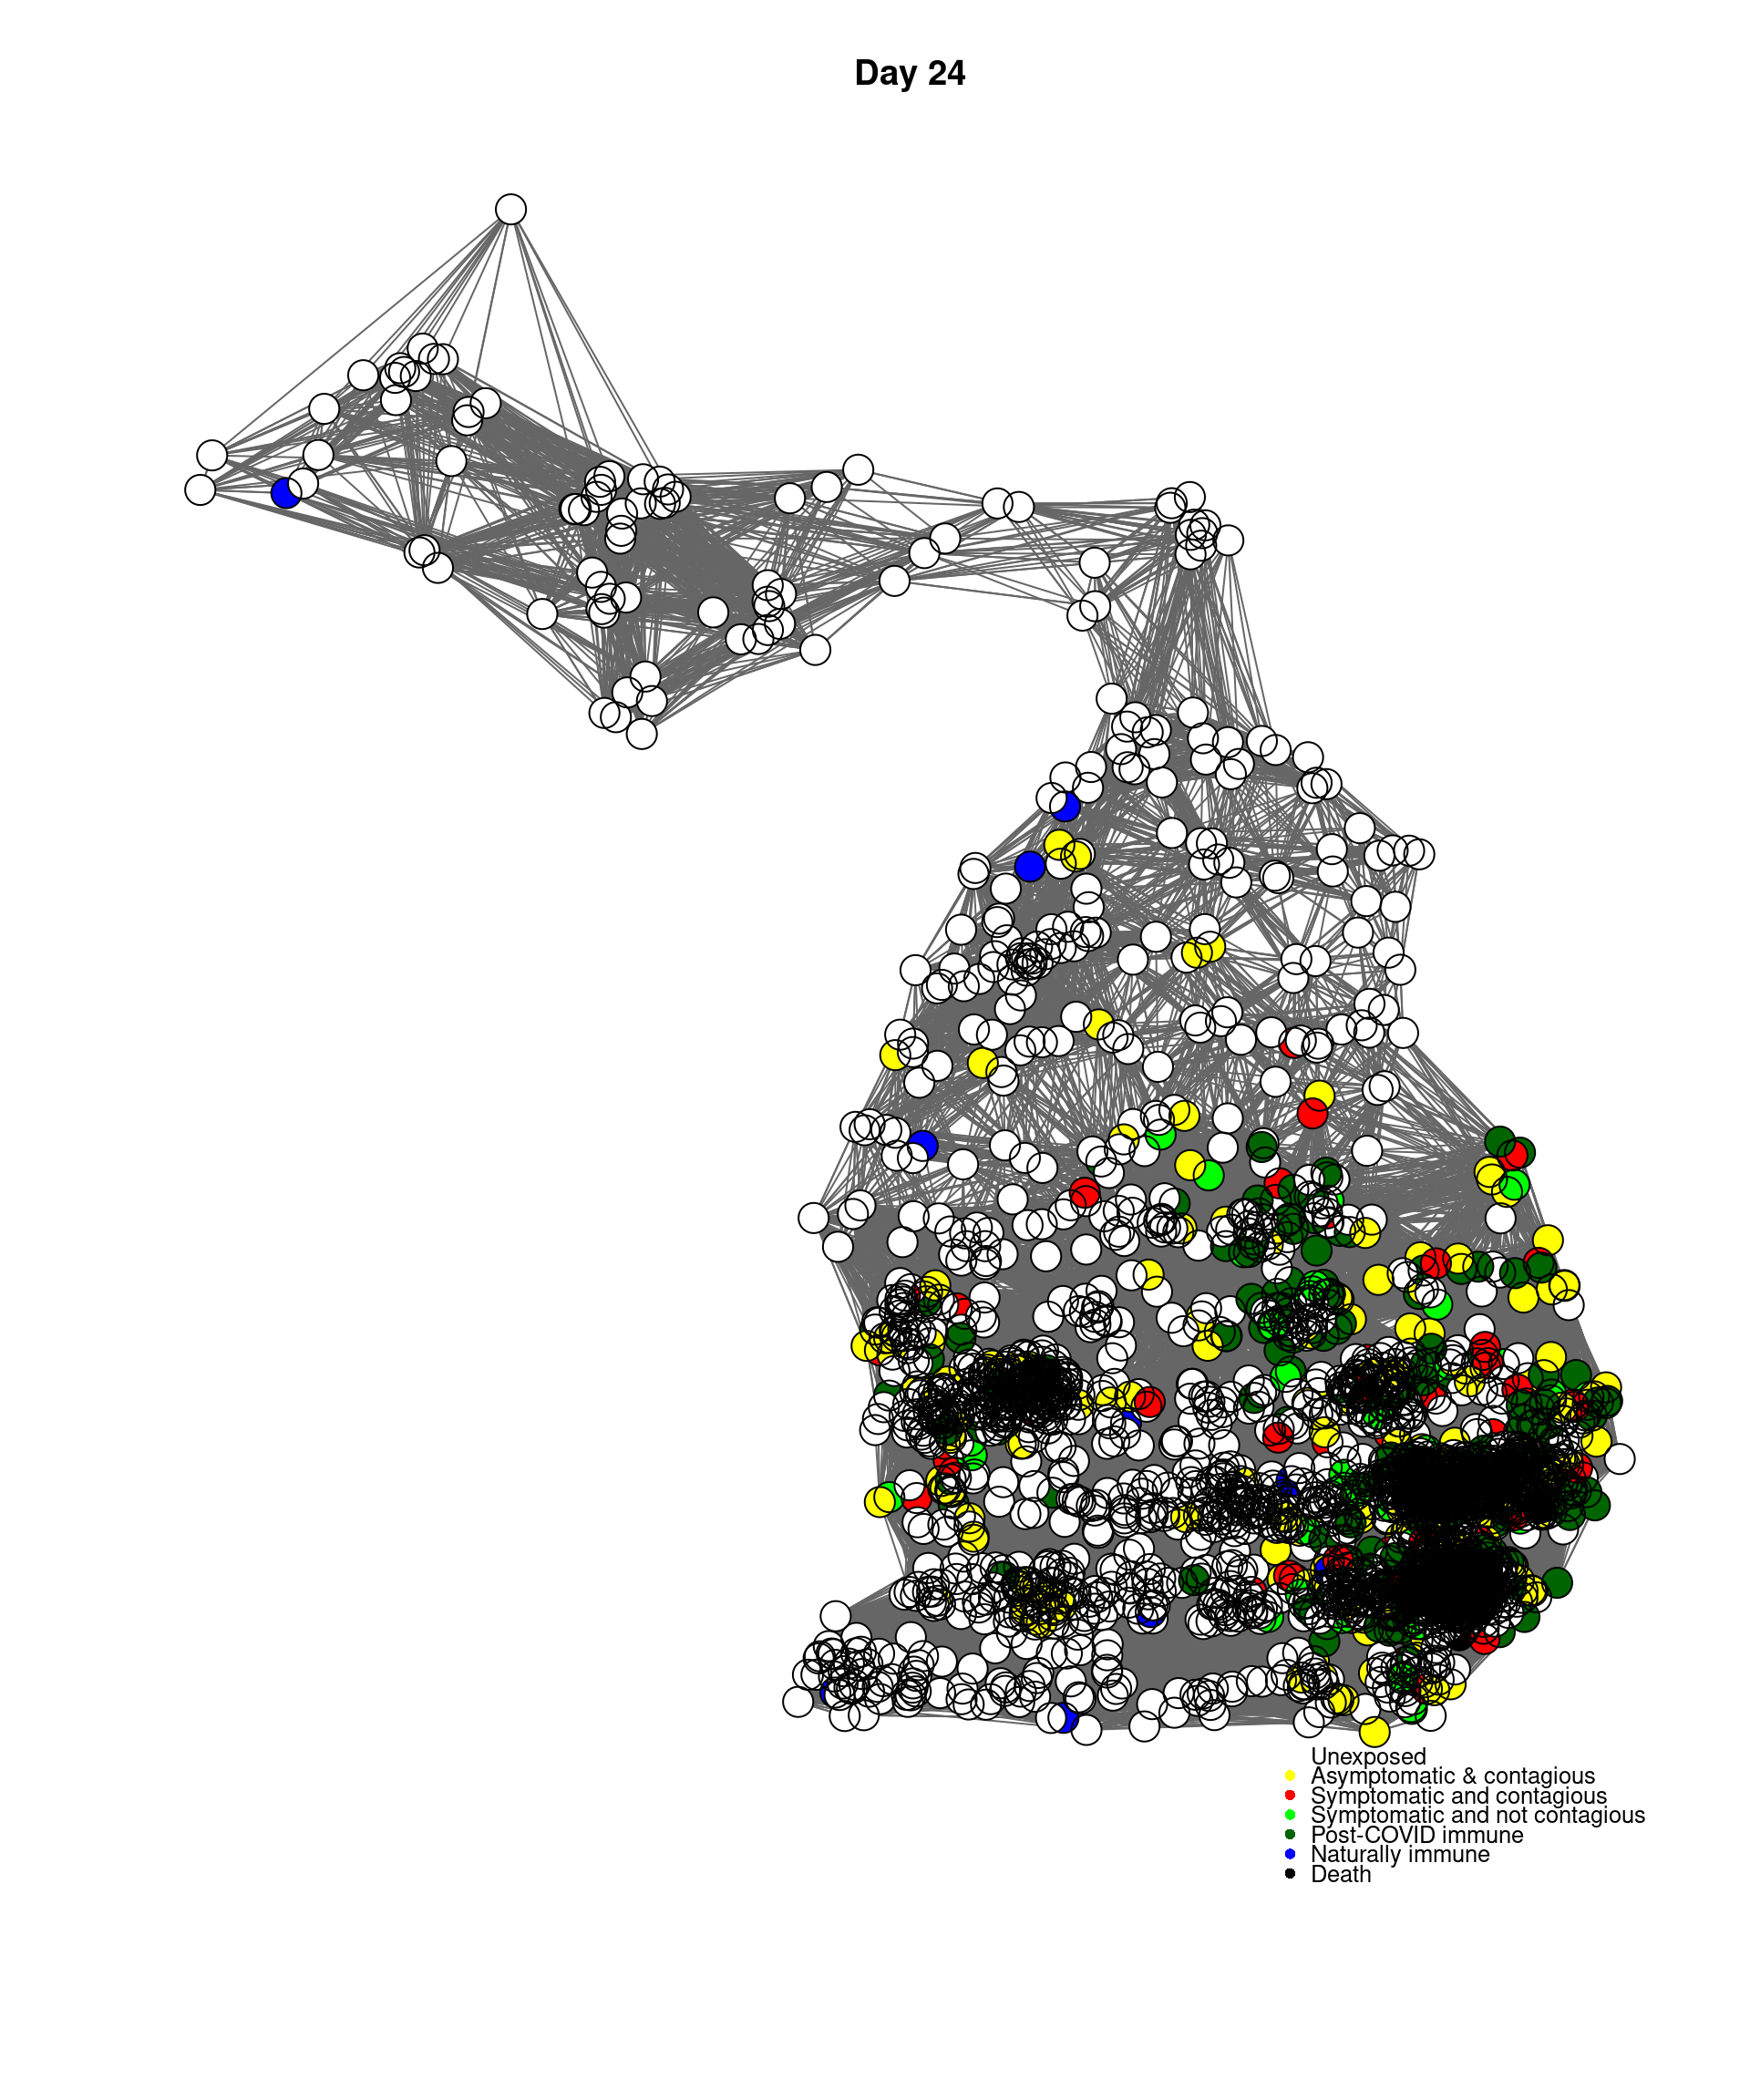 Day 24
Unexposed
Asymptomatic & contagious
Symptomatic and contagious
Symptomatic and not contagious
Post-COVID immune
Naturally immune
Death